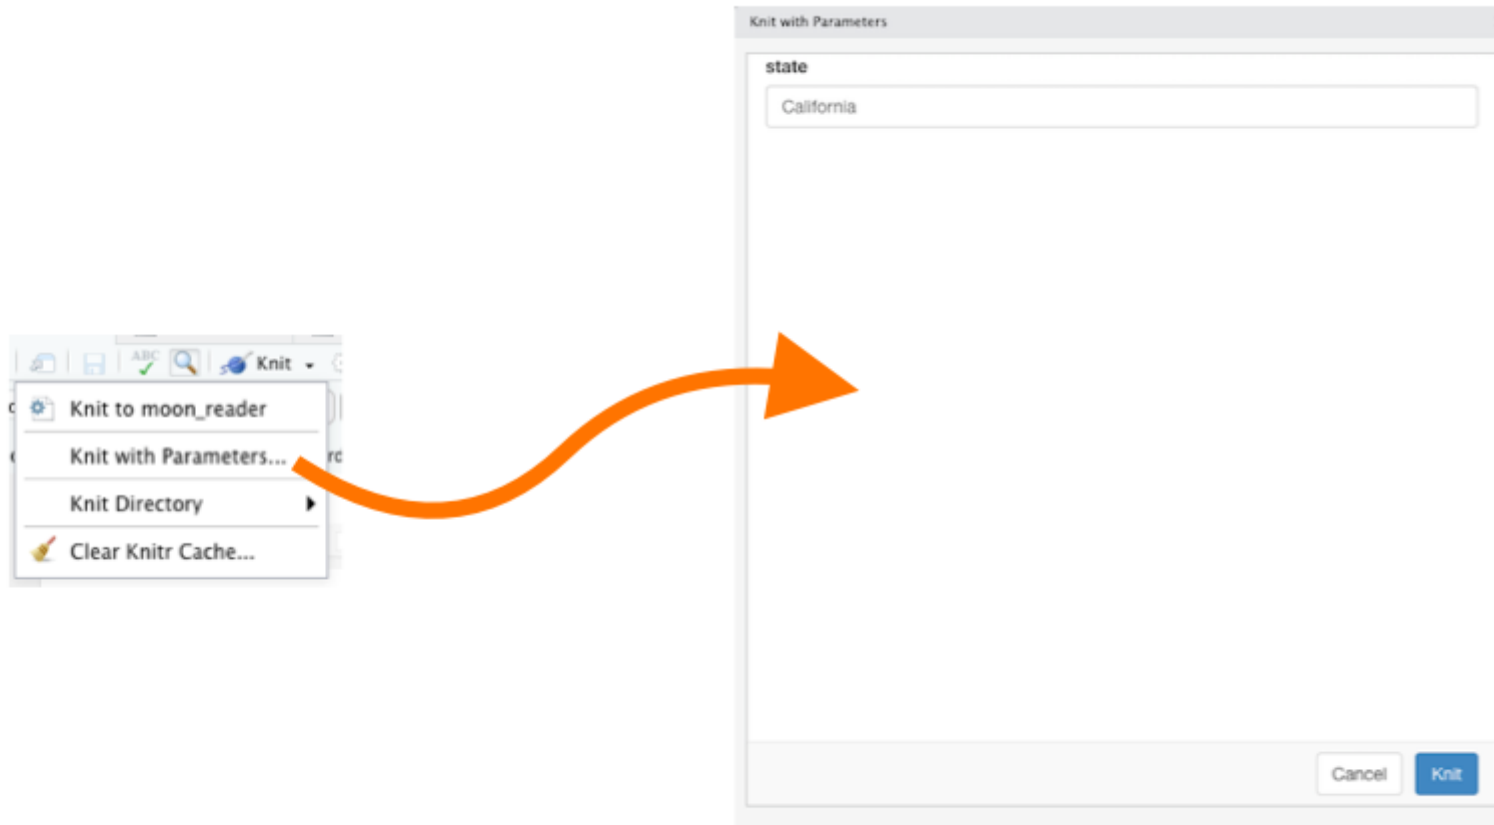 ABC
Knit
Knit to moon_reader
Knit with Parameters...
Knit Directory
Clear Knitr Cache...
Knit with Parameters
state
California
Cancel
Knit